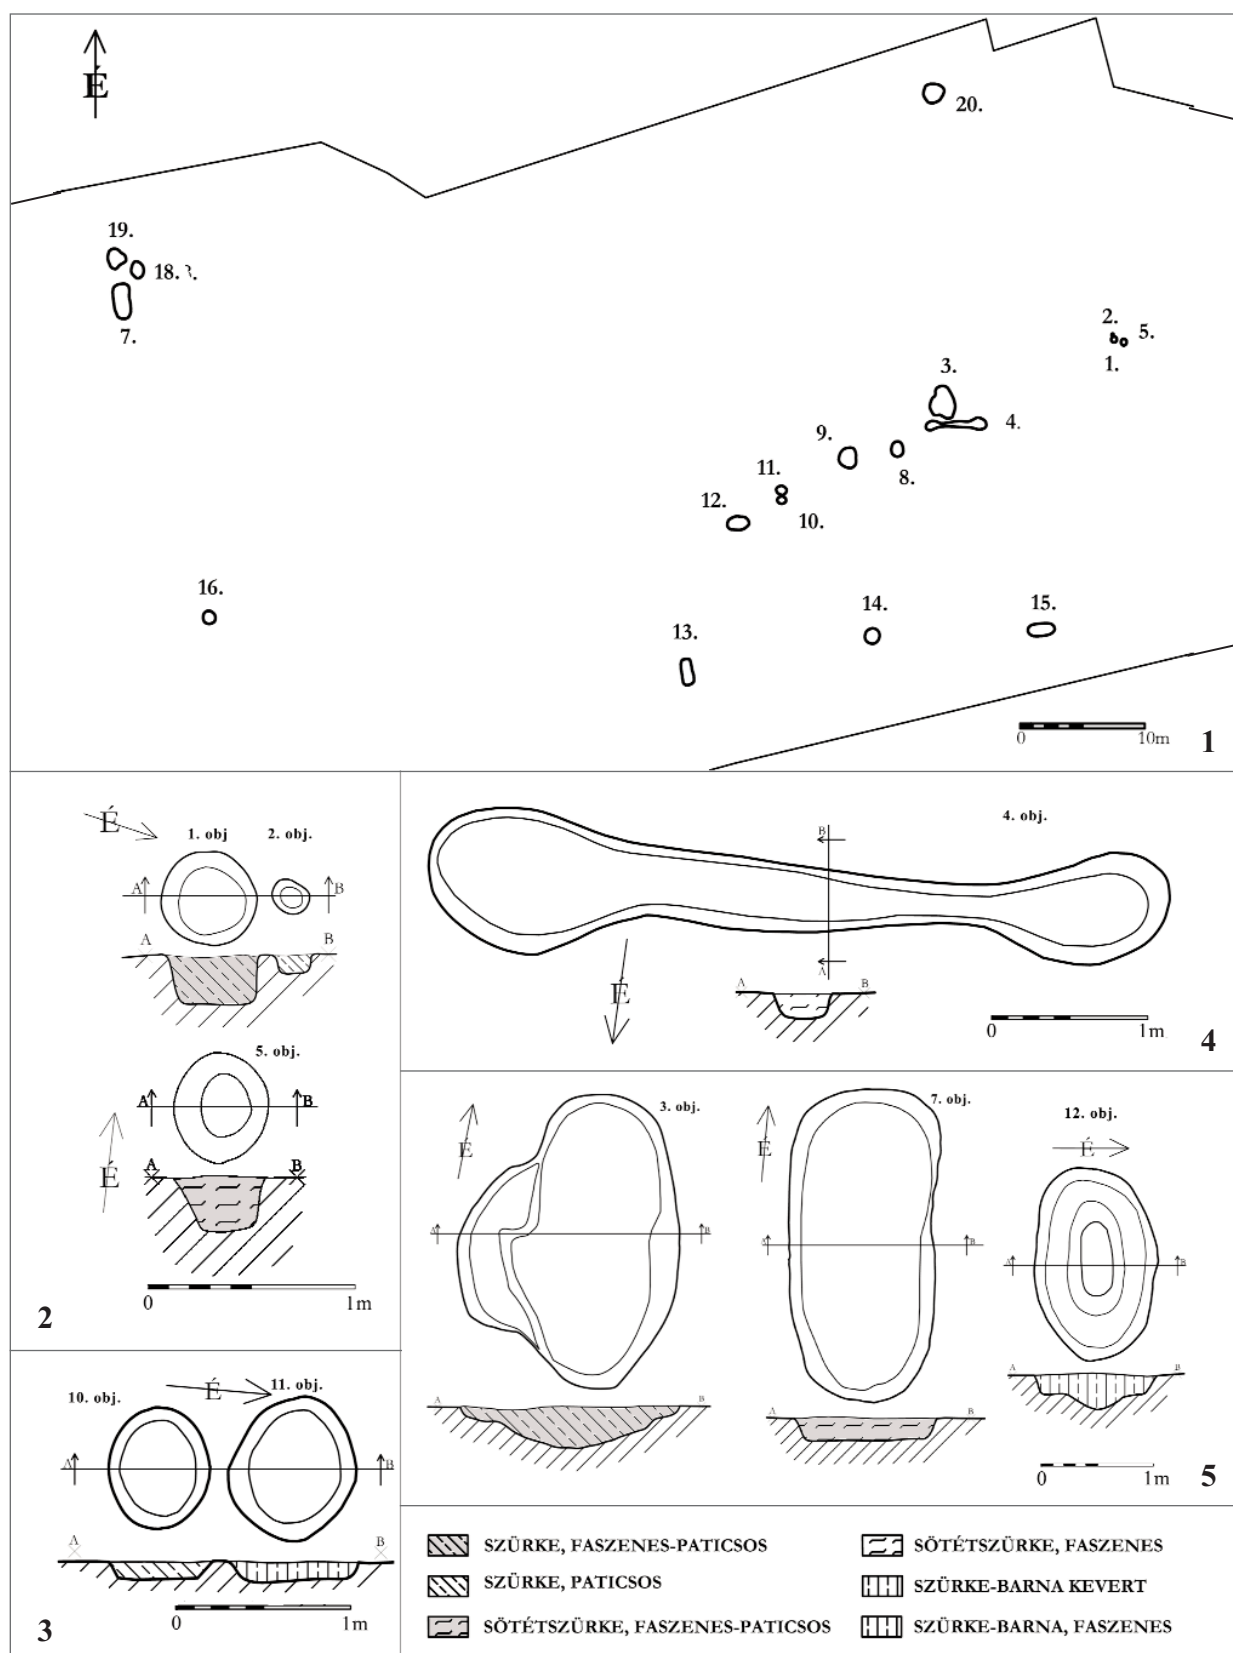 É
20.
19.
18.
7.
2.
5.
1.
3.
4.
9.
8.
11.
12.
10.
16.
14.
15.
13.
0 10m
1
É
1. obj
2. obj.
A B
A B
5. obj.
A B
É
A B
0 1m
2
4. obj.
B
A
É
A B
0 1m
4
3. obj.
É
A B
A B
7. obj.
É
A B
A B
12. obj.
É
A B
A B
0 1m
5
10. obj.
É
11. obj.
A B
A B
0 1m
3
SZÜRKE, FASZENES-PATICSOS
SZÜRKE, PATICSOS
SÖTÉTSZÜRKE, FASZENES-PATICSOS
SÖTÉTSZÜRKE, FASZENES
SZÜRKE-BARNA KEVERT
SZÜRKE-BARNA, FASZENES